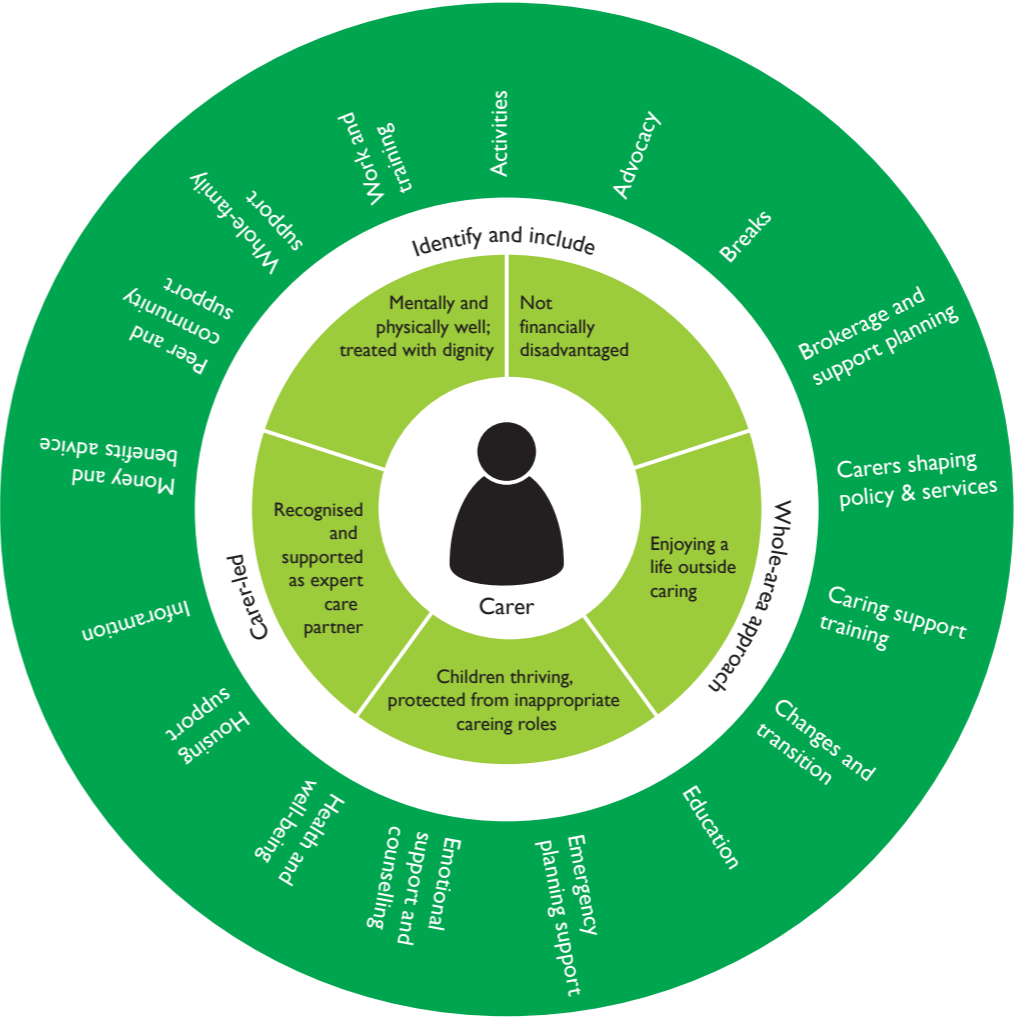 Activities
Advocacy
Breaks
Brokerage and
support planning
Carers shaping
policy & services
Caring support
training
Changes and
transition
Education
Emergency
planning support
Emotional
support and
counselling
Health and
well-being
Housing
support
Inforamtion
Money and
benefits advice
Peer and
community
support
Whole-family
support
Work and
training
Identify and include
Whole-area approach
Carer-led
Mentally and
physically well;
treated with dignity
Not
financially
disadvantaged
Enjoying a
life outside
caring
Children thriving,
protected from inappropriate
careing roles
Recognised
and
supported
as expert
care
partner
Carer